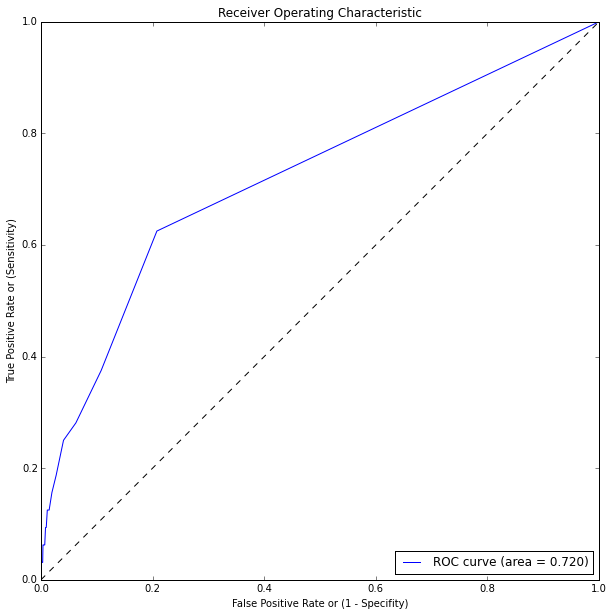 Receiver Operating Characteristic
1.0
0.8
0.6
0.4
0.2
0.0
True Positive Rate or (Sensitivity)
ROC curve (area = 0.720)
0.0 0.2 0.4 0.6 0.8 1.0
False Positive Rate or (1 - Specifity)